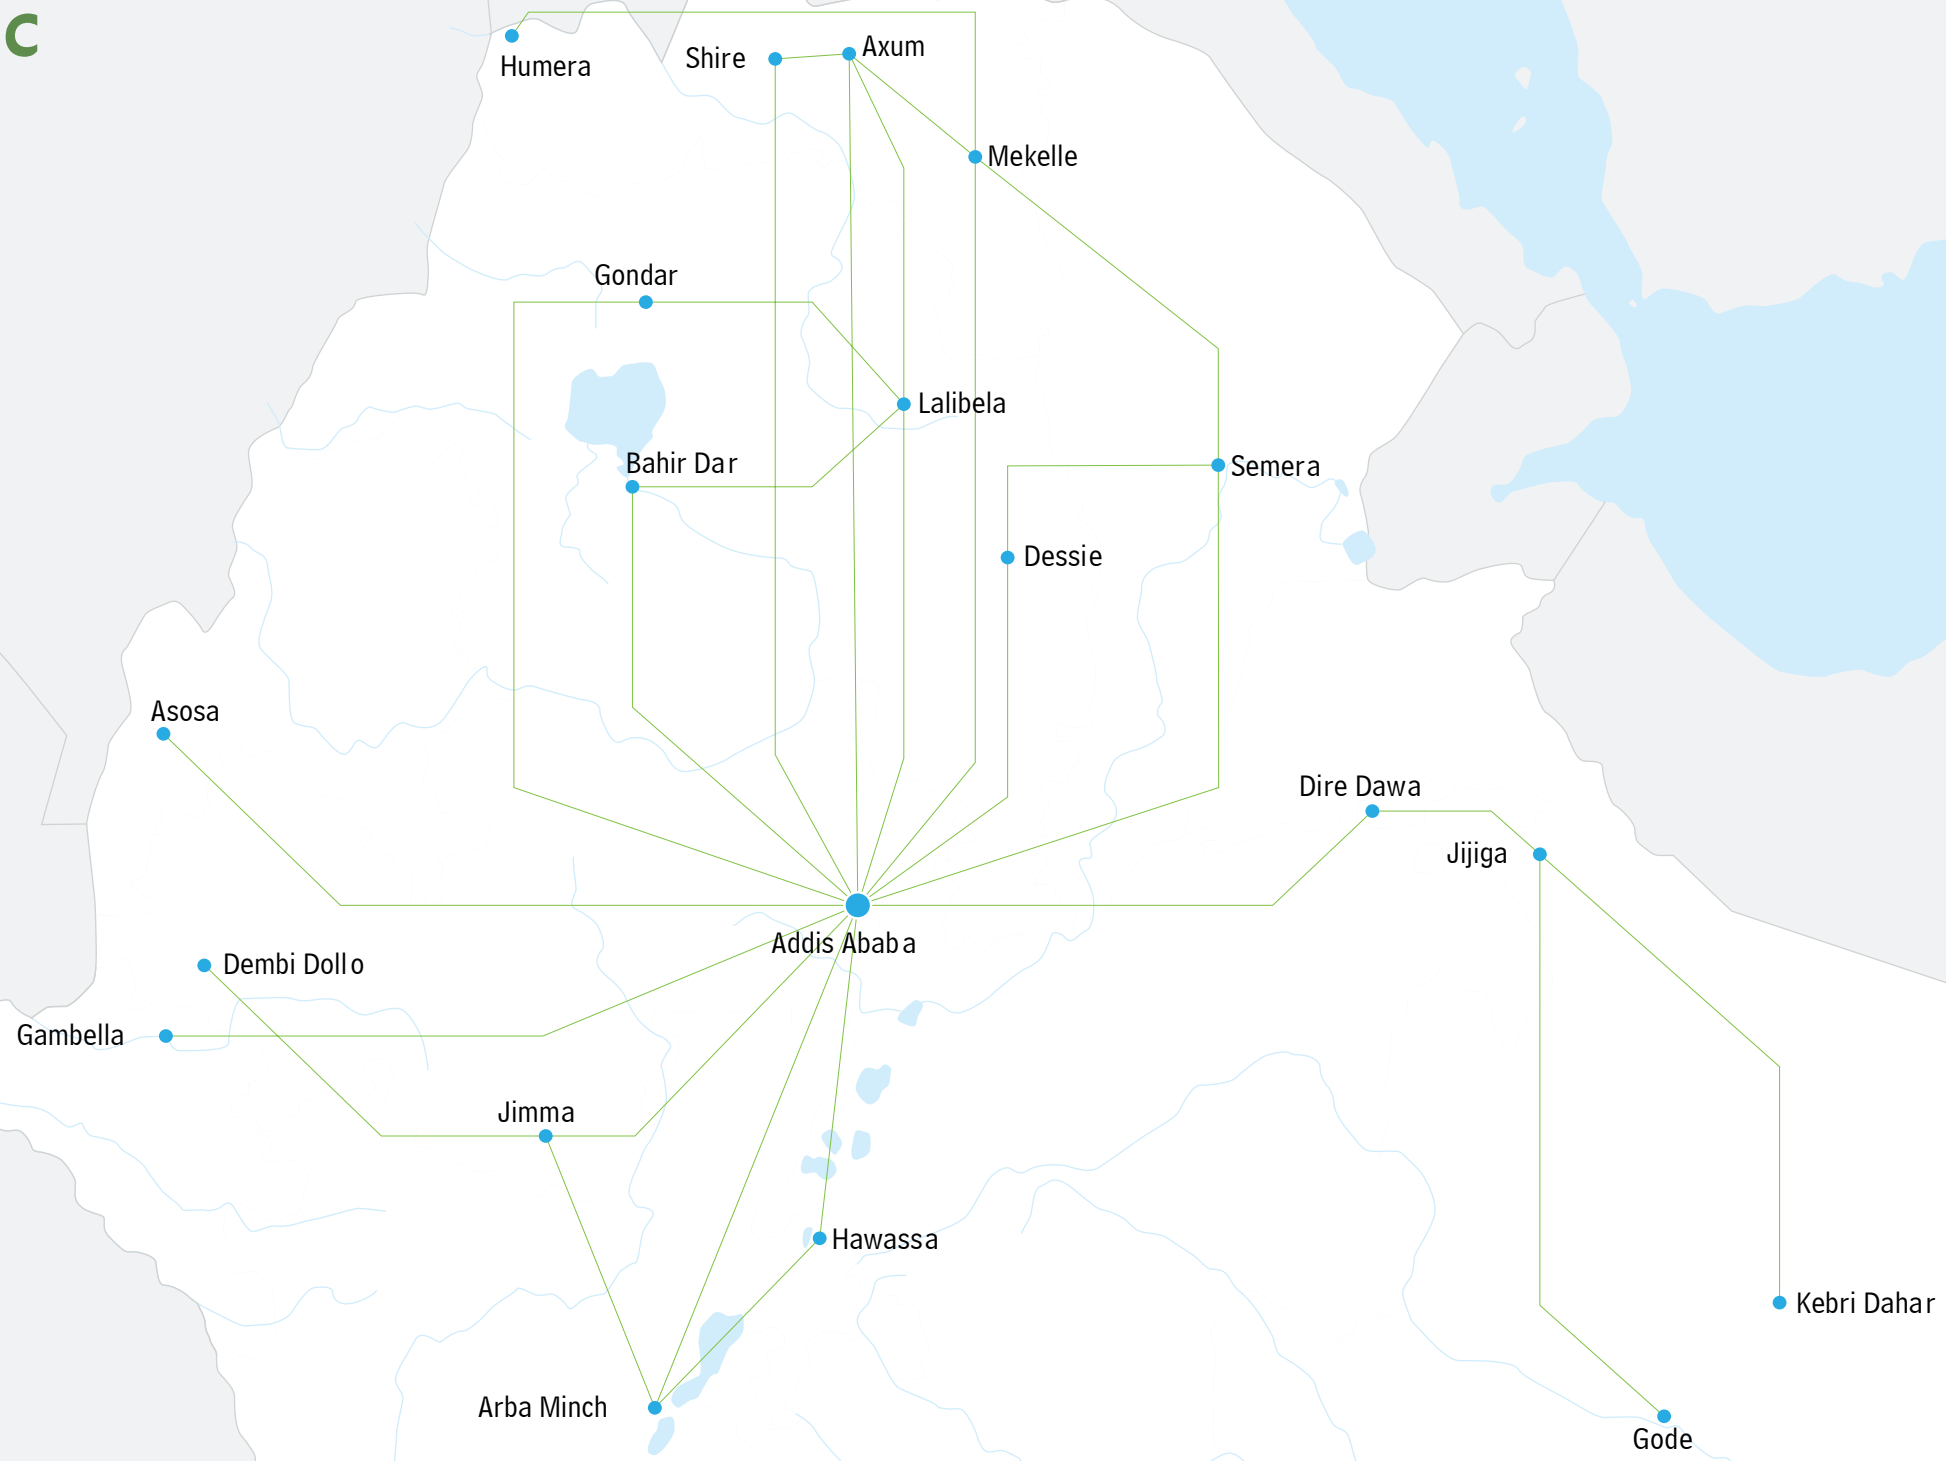 C
Humera
Shire
Axum
Mekelle
Gondar
Lalibela
Bahir Dar
Semera
Dessie
Asosa
Dire Dawa
Jijiga
Addis Ababa
Dembi Dollo
Gambella
Jimma
Hawassa
Kebri Dahar
Arba Minch
Gode